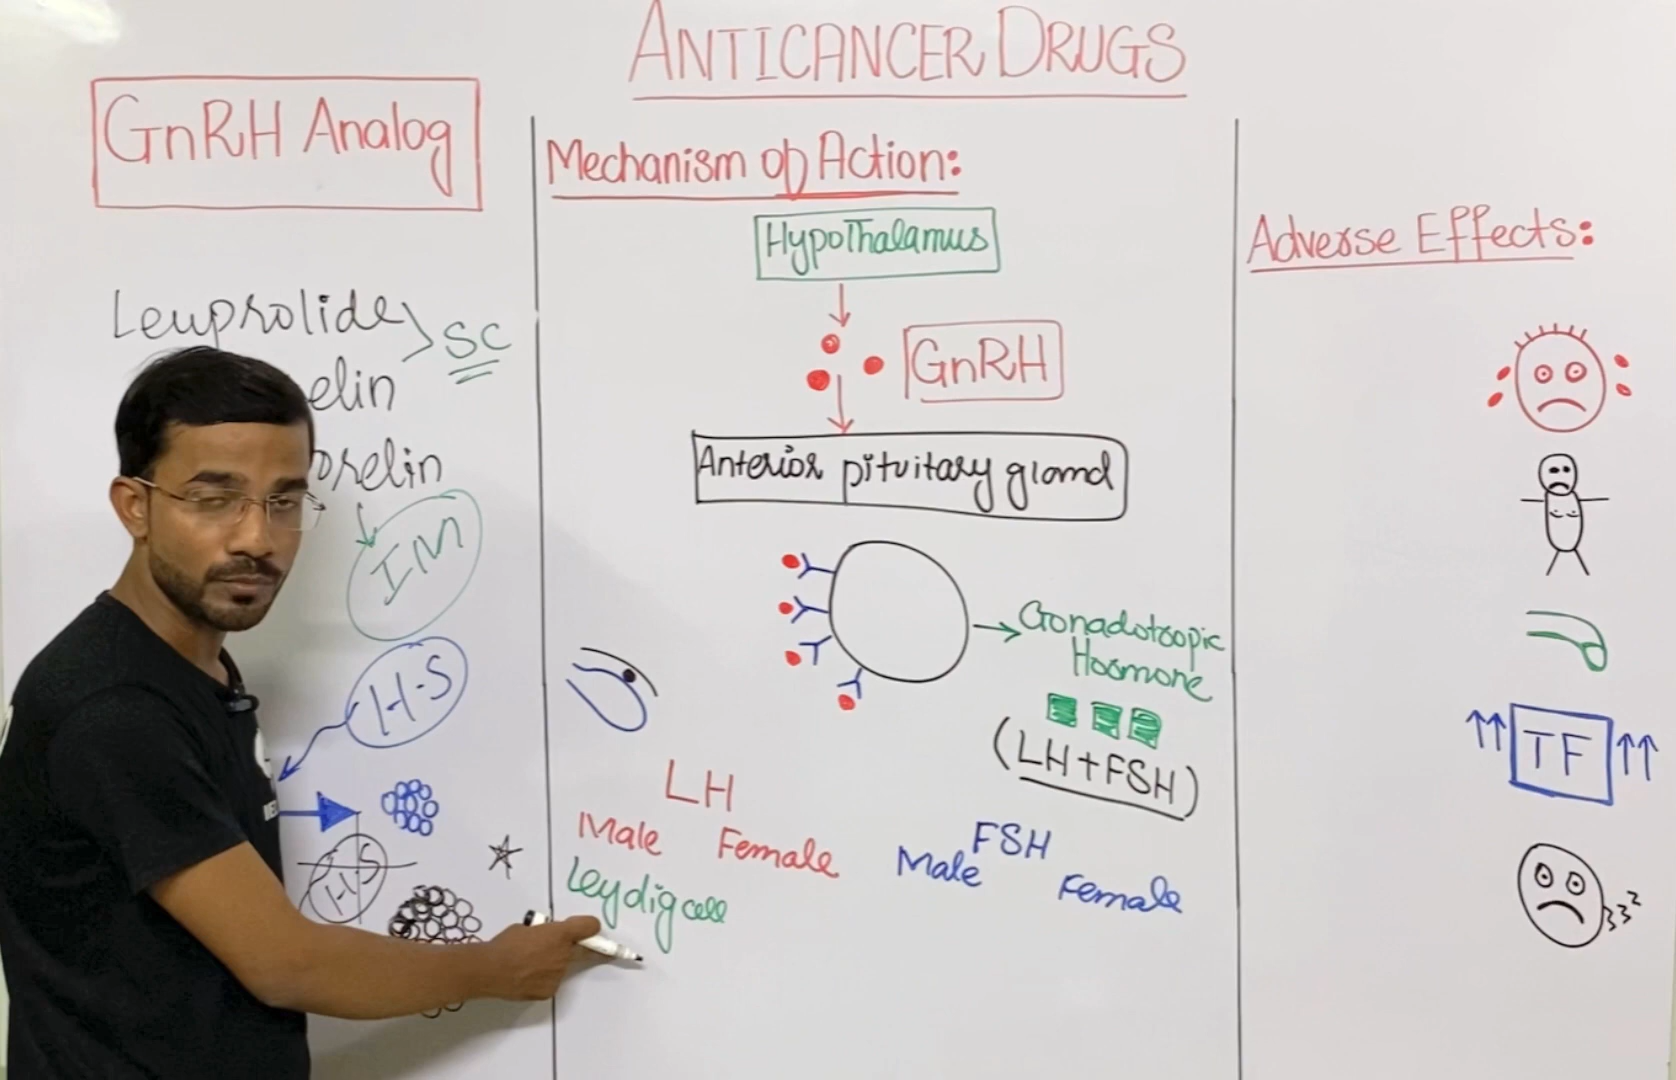 ANTICANCER DRUGS
GnRH Analog
Leuprolide
SC
elin
orelin
IM
H-S
H-S
Mechanism of Action:
Hypothalamus
GnRH
Anterior pituitary gland
Gonadotropic
Hormone
(LH+FSH)
LH
Male Female
Leydig cell
FSH
Male Female
Adverse Effects:
↑↑ TF ↑↑